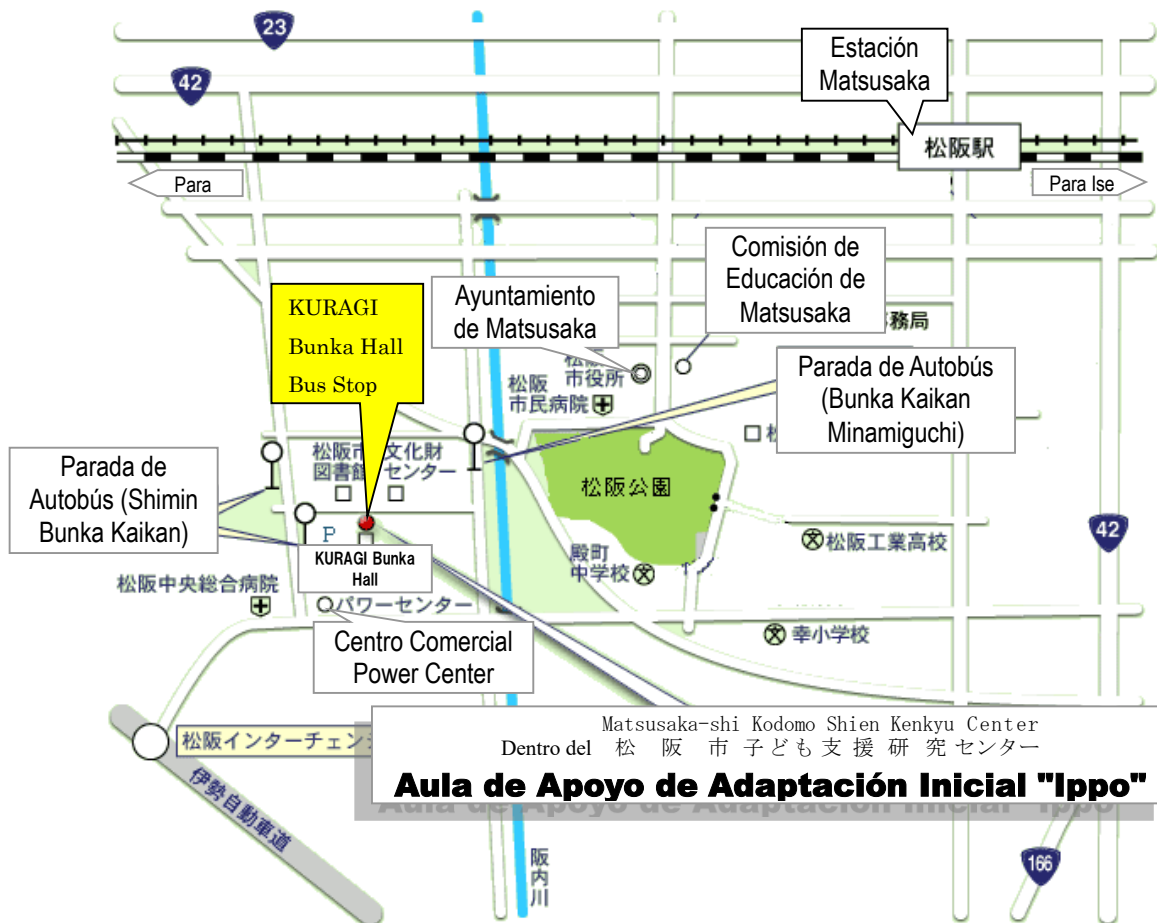 23
42
Estación
Matsusaka
松阪駅
Para
Para Ise
Comisión de
Educación de
Matsusaka
務局
Ayuntamiento
de Matsusaka
市役所
松阪
市民病院
KURAGI
Bunka Hall
Bus Stop
Parada de Autobús
(Bunka Kaikan
Minamiguchi)
松阪市
図書館
文化財
センター
Parada de
Autobús (Shimin
Bunka Kaikan)
P
KURAGI Bunka
Hall
松阪公園
殿町
中学校
松阪工業高校
42
松阪中央総合病院
パワーセンター
Centro Comercial
Power Center
幸小学校
松阪インターチェン
伊勢自動車道
Matsusaka-shi Kodomo Shien Kenkyu Center
Dentro del 松 阪 市 子ども 支 援 研 究 センター
Aula de Apoyo de Adaptación Inicial "Ippo"
阪内川
166